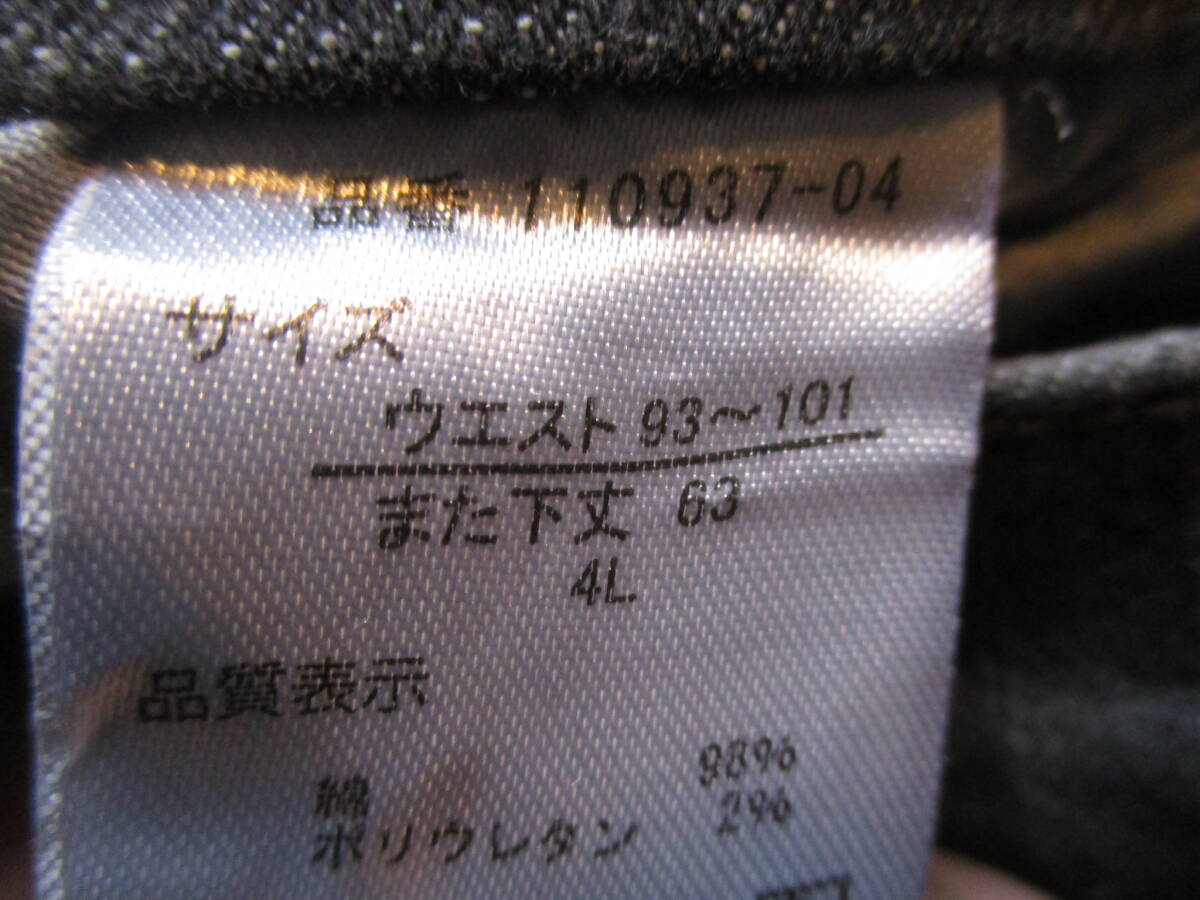 品番 110937-04
サイズ
ウエスト 93〜101
また下丈 63
4L
品質表示
綿 98%
ポリウレタン 2%